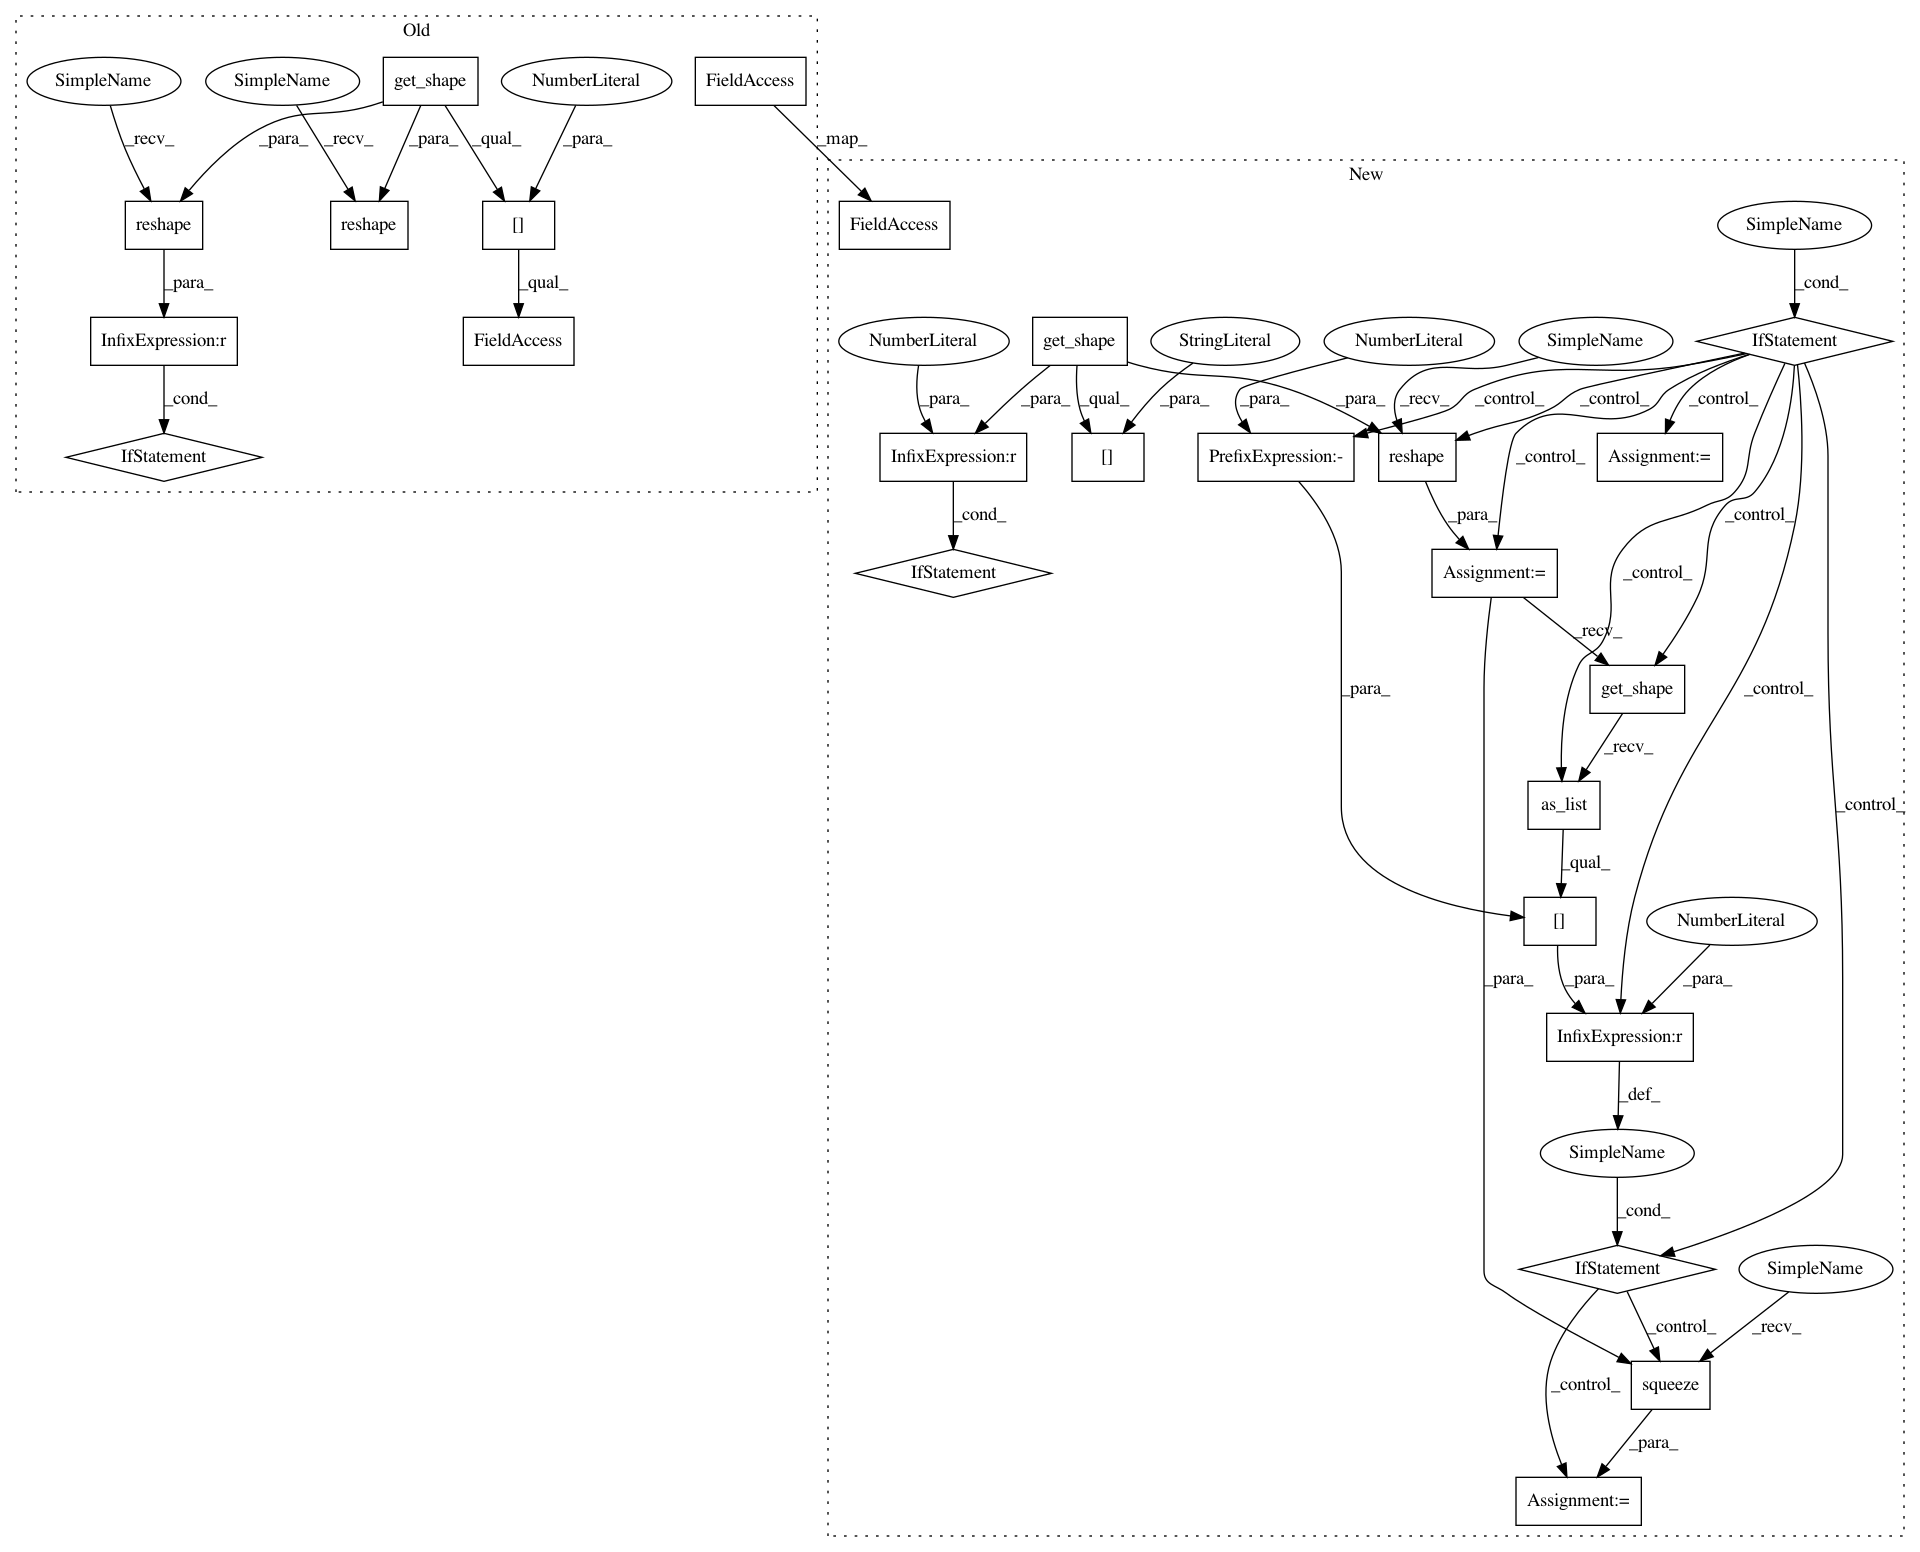 Old
SimpleName
SimpleName
get_shape
NumberLiteral
FieldAccess
_recv_
_para_
_recv_
_para_
_qual_
_para_
_map_
New
reshape
reshape
[]
FieldAccess
SimpleName
_para_
_qual_
_cond_
InfixExpression:r
FieldAccess
NumberLiteral
get_shape
StringLiteral
NumberLiteral
SimpleName
IfStatement
_cond_
_para_
_para_
_qual_
_para_
_para_
_para_
_recv_
_control_
_control_
_control_
IfStatement
InfixExpression:r
[]
PrefixExpression:-
reshape
_control_
Assignment:=
_cond_
_para_
_control_
IfStatement
Assignment:=
_control_
_recv_
get_shape
_para_
_control_
_recv_
as_list
_control_
_qual_
[]
NumberLiteral
_para_
_para_
_para_
InfixExpression:r
_def_
SimpleName
_cond_
IfStatement
SimpleName
_control_
_recv_
_control_
squeeze
_para_
Assignment:=